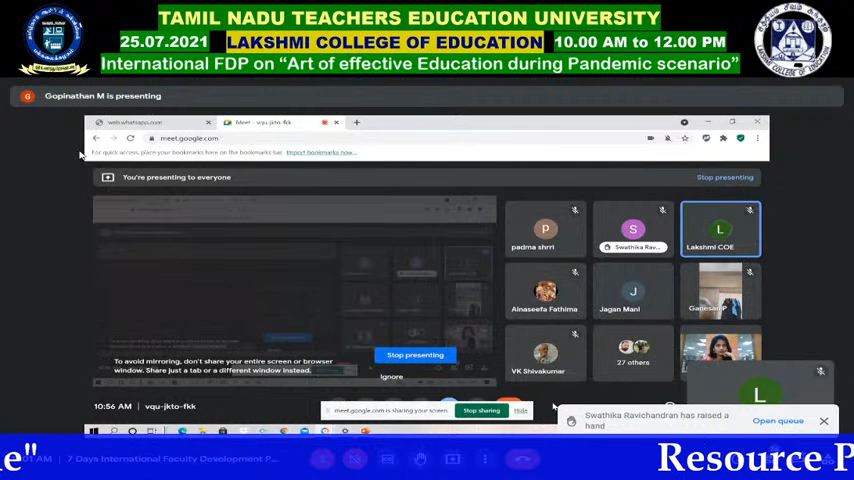 TAMIL NADU TEACHERS EDUCATION UNIVERSITY
25.07.2021 LAKSHMI COLLEGE OF EDUCATION 10.00 AM to 12.00 PM
International FDP on “Art of effective Education during Pandemic scenario”
G Gopinathan M is presenting
web.whatsapp.com Meet - vqu-jkto-fkk
meet.google.com
For quick access, place your bookmarks here on the bookmarks bar. Import bookmarks now...
You're presenting to everyone Stop presenting
P S L
padma shrri Swathika Rav... Lakshmi COE
J
Ainaseefa Fathima Jagan Mani Ganesan P
To avoid mirroring, don't share your entire screen or browser
window. Share just a tab or a different window instead.
Stop presenting
Ignore
VK Shivakumar 27 others
L
10:56 AM vqu-jkto-fkk
meet.google.com is sharing your screen. Stop sharing Hide
Swathika Ravichandran has raised a
hand
Open queue
e" Resource P
01 AM 7 Days International Faculty Development P...